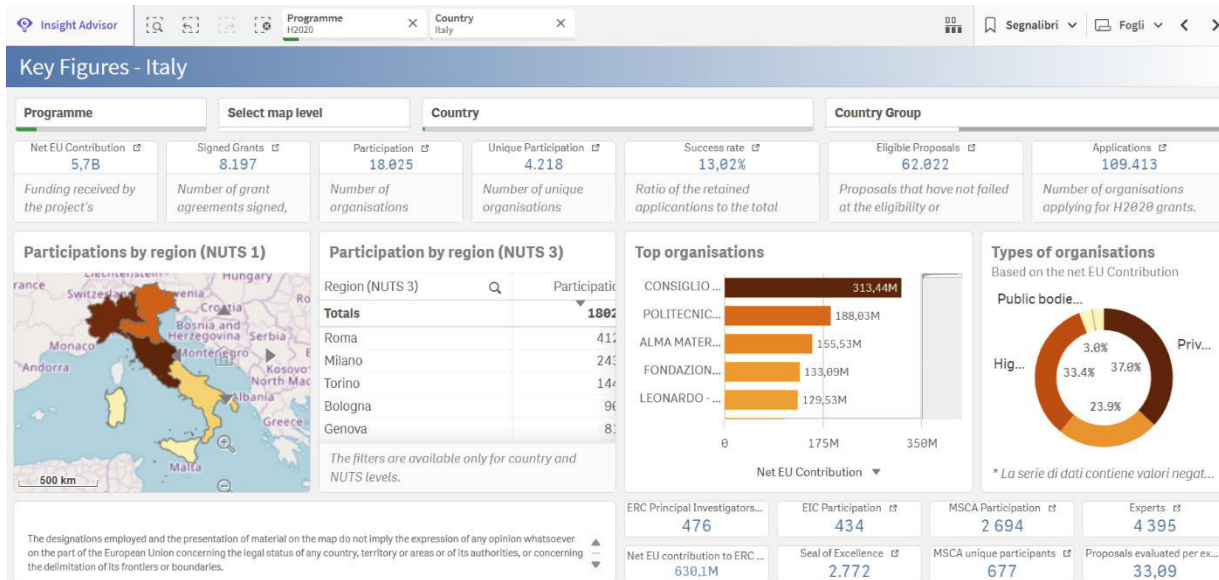 Insight Advisor
Programme
H2020
Country
Italy
Segnalibri
Fogli
Key Figures - Italy
Programme
Select map level
Country
Country Group
Net EU Contribution
5,7B
Funding received by
the project's
Signed Grants
8.197
Number of grant
agreements signed,
Participation
18.025
Number of
organisations
Unique Participation
4.218
Number of unique
organisations
Success rate
13,02%
Ratio of the retained
applicantions to the total
Eligible Proposals
62.022
Proposals that have not failed
at the eligibility or
Applications
109.413
Number of organisations
applying for H2020 grants.
Participations by region (NUTS 1)
Liechtenstein
Hungary
rance
Switzerland
venia
Ro
Croatia
Bosnia and
Herzegovina
Serbia
Monaco
Montenegro
Andorra
Kosovo
North Mac
Albania
Greece
Malta
500 km
Participation by region (NUTS 3)
Region (NUTS 3)
Participatio
Totals
1802
Roma
412
Milano
243
Torino
144
Bologna
96
Genova
81
The filters are available only for country and
NUTS levels.
Top organisations
CONSIGLIO ...
313,44M
POLITECNIC...
188,03M
ALMA MATER...
155,53M
FONDAZION...
133,09M
LEONARDO - ...
129,53M
0
175M
350M
Net EU Contribution
Types of organisations
Based on the net EU Contribution
Public bodie...
Priv...
Hig...
3.0%
33.4%
37.0%
23.9%
* La serie di dati contiene valori negat...
The designations employed and the presentation of material on the map do not imply the expression of any opinion whatsoever
on the part of the European Union concerning the legal status of any country, territory or areas or of its authorities, or concerning
the delimitation of its frontiers or boundaries.
ERC Principal Investigators...
476
EIC Participation
434
MSCA Participation
2 694
Experts
4 395
Net EU contribution to ERC ...
630,1M
Seal of Excellence
2.772
MSCA unique participants
677
Proposals evaluated per ex...
33,09